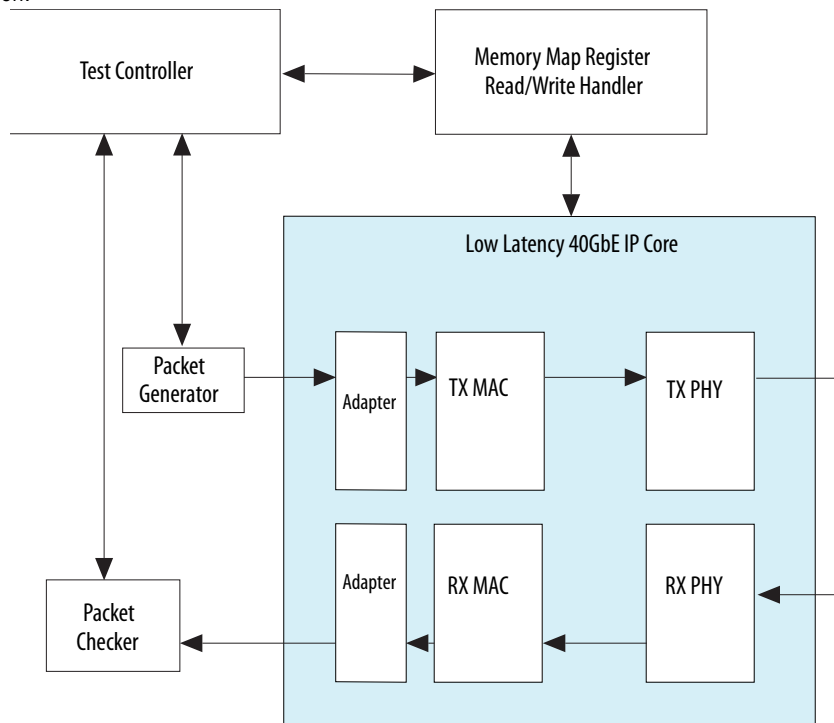 Test Controller
Memory Map Register
Read/Write Handler
Low Latency 40GbE IP Core
Packet
Generator
Adapter
TX MAC
TX PHY
Adapter
RX MAC
RX PHY
Packet
Checker